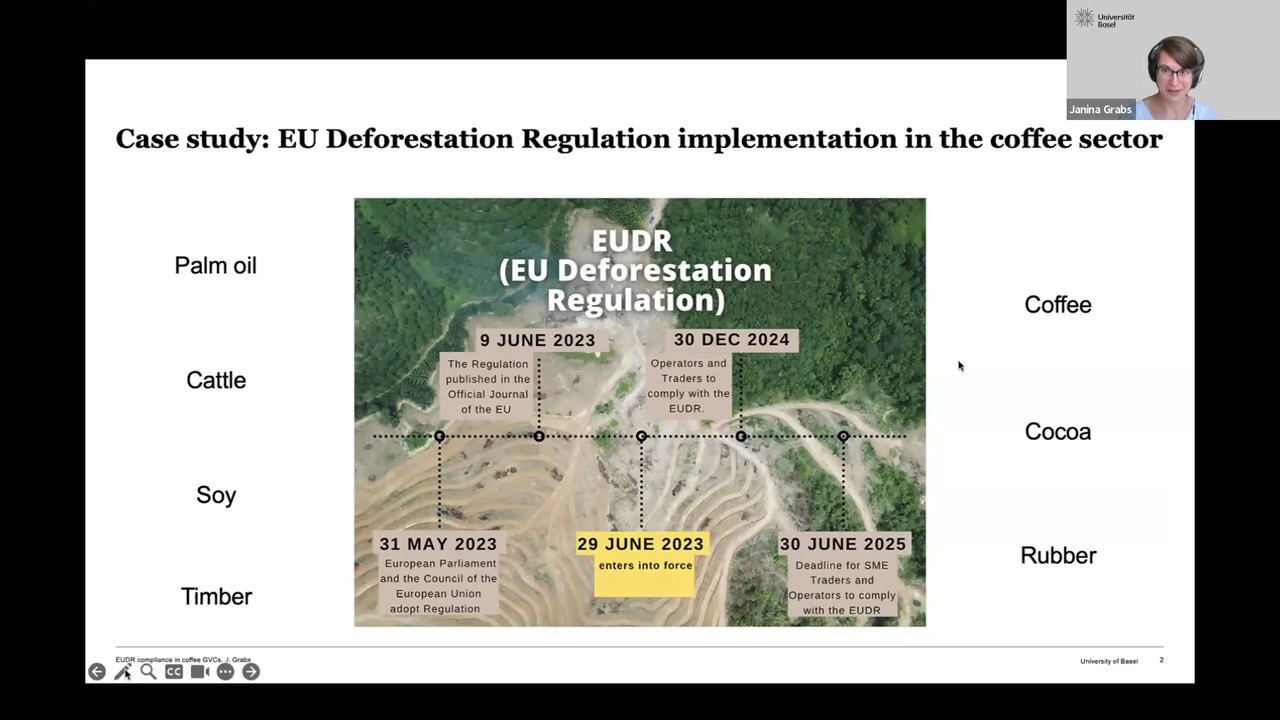 Universität
Basel
Janina Grabs
Case study: EU Deforestation Regulation implementation in the coffee sector
Palm oil
Cattle
Soy
Timber
EUDR
(EU Deforestation
Regulation)
9 JUNE 2023
The Regulation
published in the
Official Journal
of the EU
30 DEC 2024
Operators and
Traders to
comply with the
EUDR.
31 MAY 2023
European Parliament
and the Council of the
European Union
adopt Regulation
29 JUNE 2023
enters into force
30 JUNE 2025
Deadline for SME
Traders and
Operators to comply
with the EUDR
Coffee
Cocoa
Rubber
EUDR compliance in coffee GVCs. J. Grabs
University of Basel
2
CC